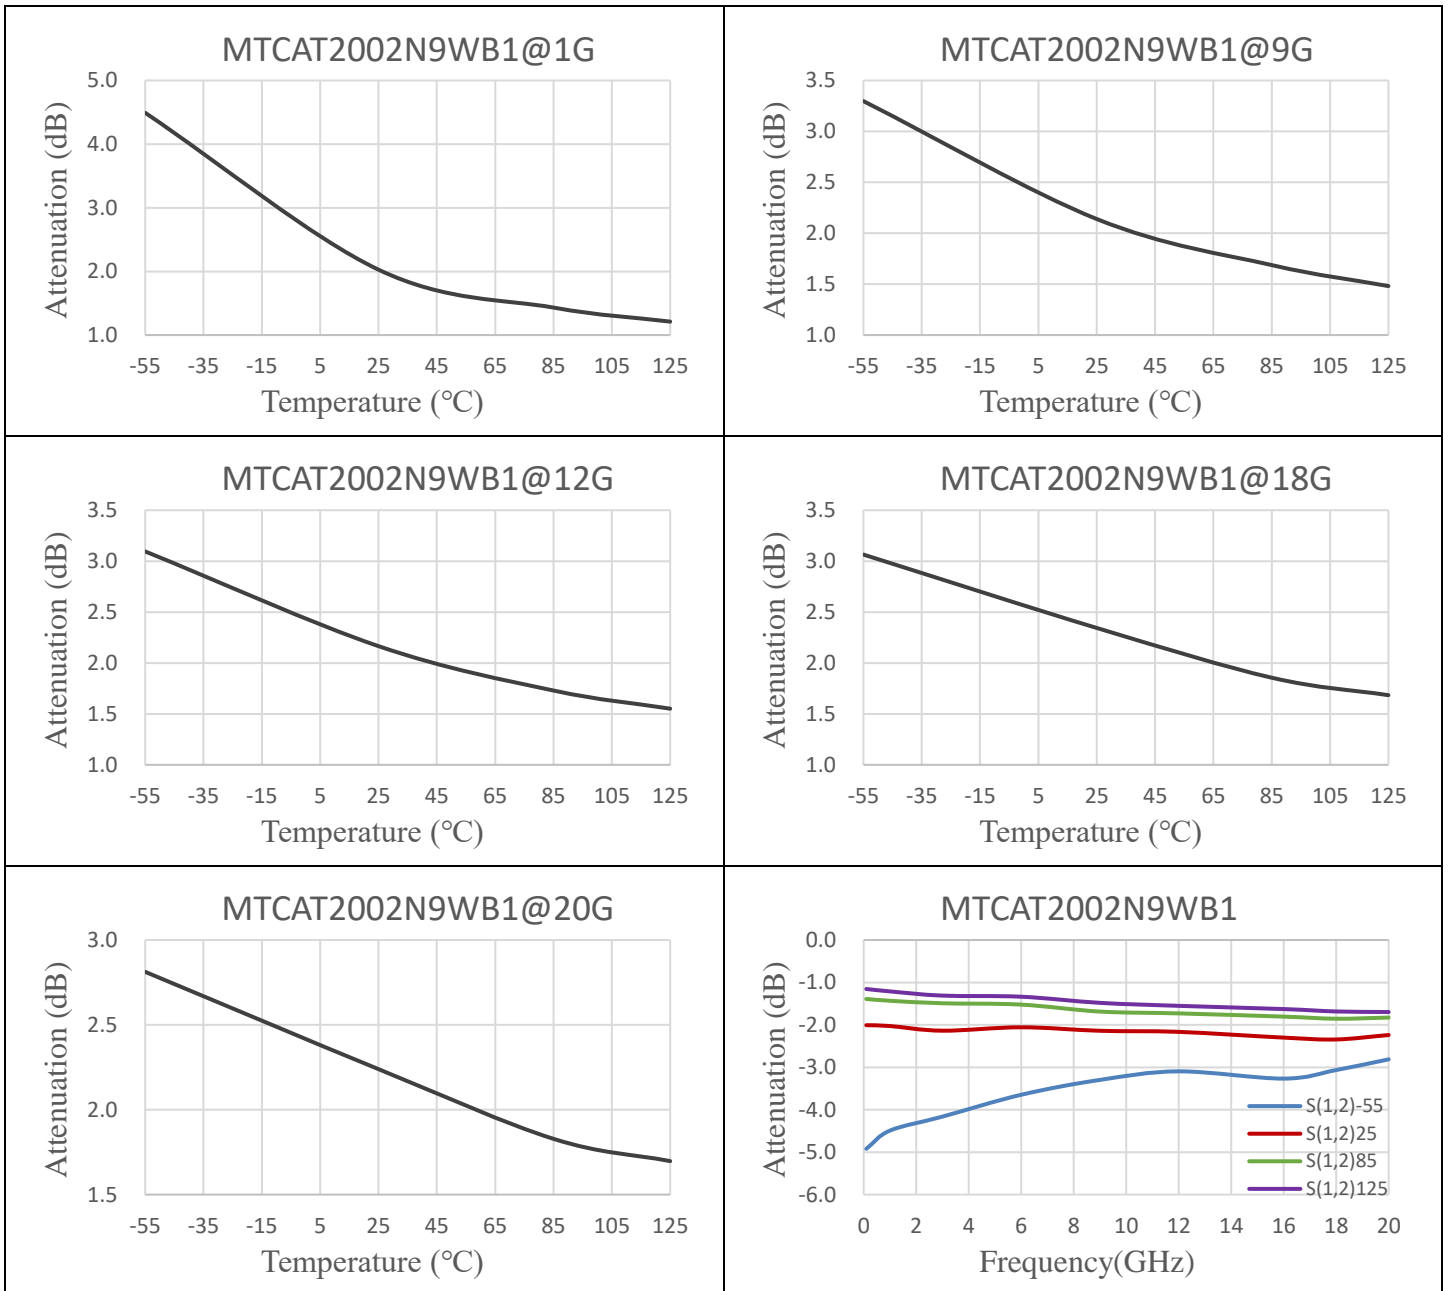 MTCAT2002N9WB1@1G
Attenuation (dB)
5.0
4.0
3.0
2.0
1.0
-55 -35 -15 5 25 45 65 85 105 125
Temperature (℃)
MTCAT2002N9WB1@9G
Attenuation (dB)
3.5
3.0
2.5
2.0
1.5
1.0
-55 -35 -15 5 25 45 65 85 105 125
Temperature (℃)
MTCAT2002N9WB1@12G
Attenuation (dB)
3.5
3.0
2.5
2.0
1.5
1.0
-55 -35 -15 5 25 45 65 85 105 125
Temperature (℃)
MTCAT2002N9WB1@18G
Attenuation (dB)
3.5
3.0
2.5
2.0
1.5
1.0
-55 -35 -15 5 25 45 65 85 105 125
Temperature (℃)
MTCAT2002N9WB1@20G
Attenuation (dB)
3.0
2.5
2.0
1.5
-55 -35 -15 5 25 45 65 85 105 125
Temperature (℃)
MTCAT2002N9WB1
Attenuation (dB)
0.0
-1.0
-2.0
-3.0
-4.0
-5.0
-6.0
S(1,2)-55
S(1,2)25
S(1,2)85
S(1,2)125
0 2 4 6 8 10 12 14 16 18 20
Frequency(GHz)